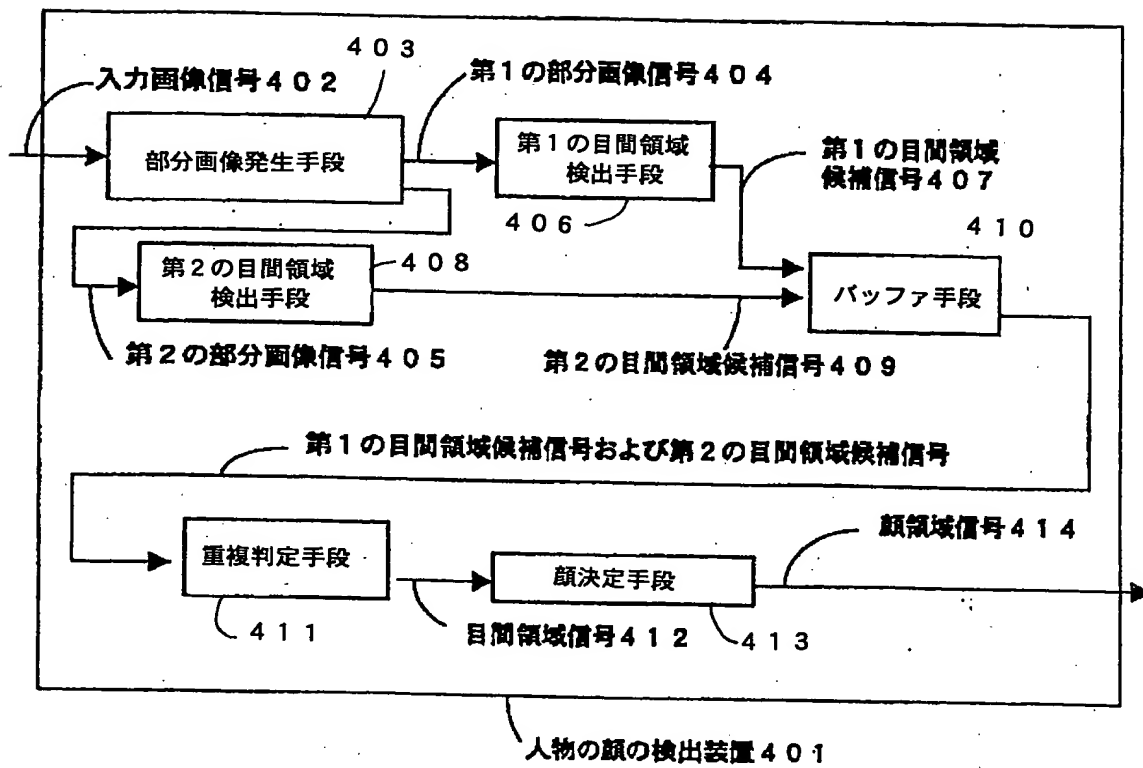 403
入力画像信号402
第1の部分画像信号404
部分画像発生手段
第1の目間領域
検出手段
第1の目間領域
候補信号407
406
410
第2の目間領域
検出手段
408
バッファ手段
第2の部分画像信号405
第2の目間領域候補信号409
第1の目間領域候補信号および第2の目間領域候補信号
顔領域信号414
重複判定手段
顔決定手段
411
目間領域信号412
413
人物の顔の検出装置401